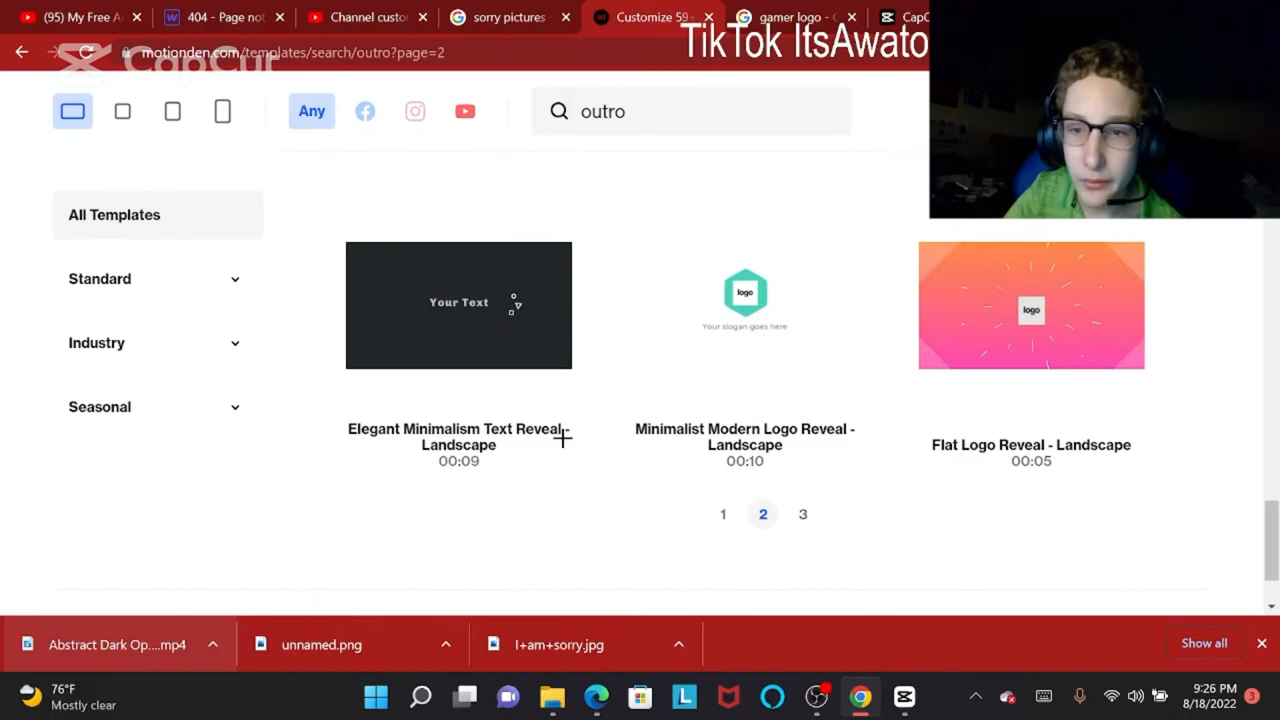 (95) My Free Ar
404 - Page not
Channel custo
sorry pictures
Customize 59+
gamer logo - G
CapC
motionden.com/templates/search/outro?page=2
TikTok ItsAwato
CapCut
Any
outro
All Templates
Standard
Industry
Seasonal
Your Text
logo
Your slogan goes here
logo
Elegant Minimalism Text Reveal -
Landscape
00:09
Minimalist Modern Logo Reveal -
Landscape
00:10
Flat Logo Reveal - Landscape
00:05
1 2 3
Abstract Dark Op....mp4
unnamed.png
I+am+sorry.jpg
Show all
76°F
Mostly clear
9:26 PM
8/18/2022
3